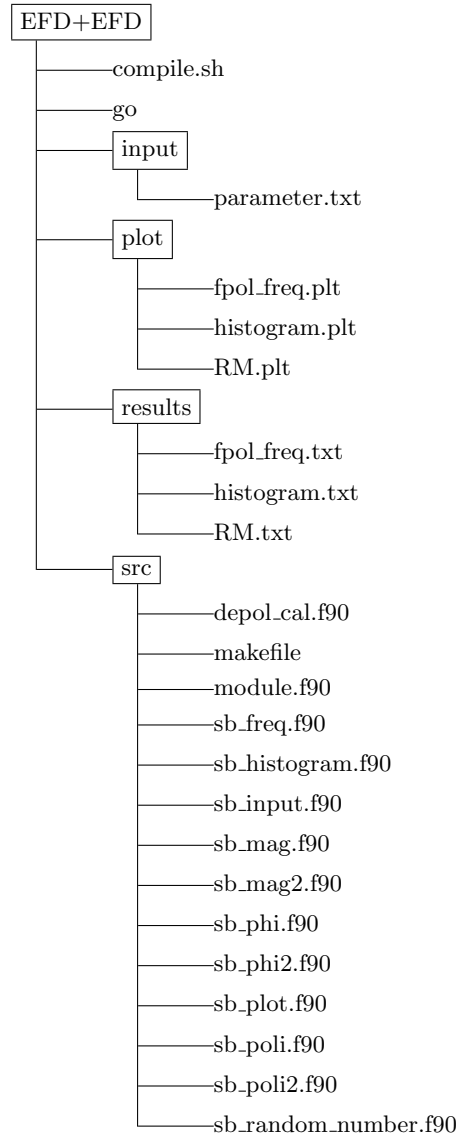 EFD+EFD
compile.sh
go
input
parameter.txt
plot
fpol_freq.plt
histogram.plt
RM.plt
results
fpol_freq.txt
histogram.txt
RM.txt
src
depol_cal.f90
makefile
module.f90
sb_freq.f90
sb_histogram.f90
sb_input.f90
sb_mag.f90
sb_mag2.f90
sb_phi.f90
sb_phi2.f90
sb_plot.f90
sb_poli.f90
sb_poli2.f90
sb_random_number.f90